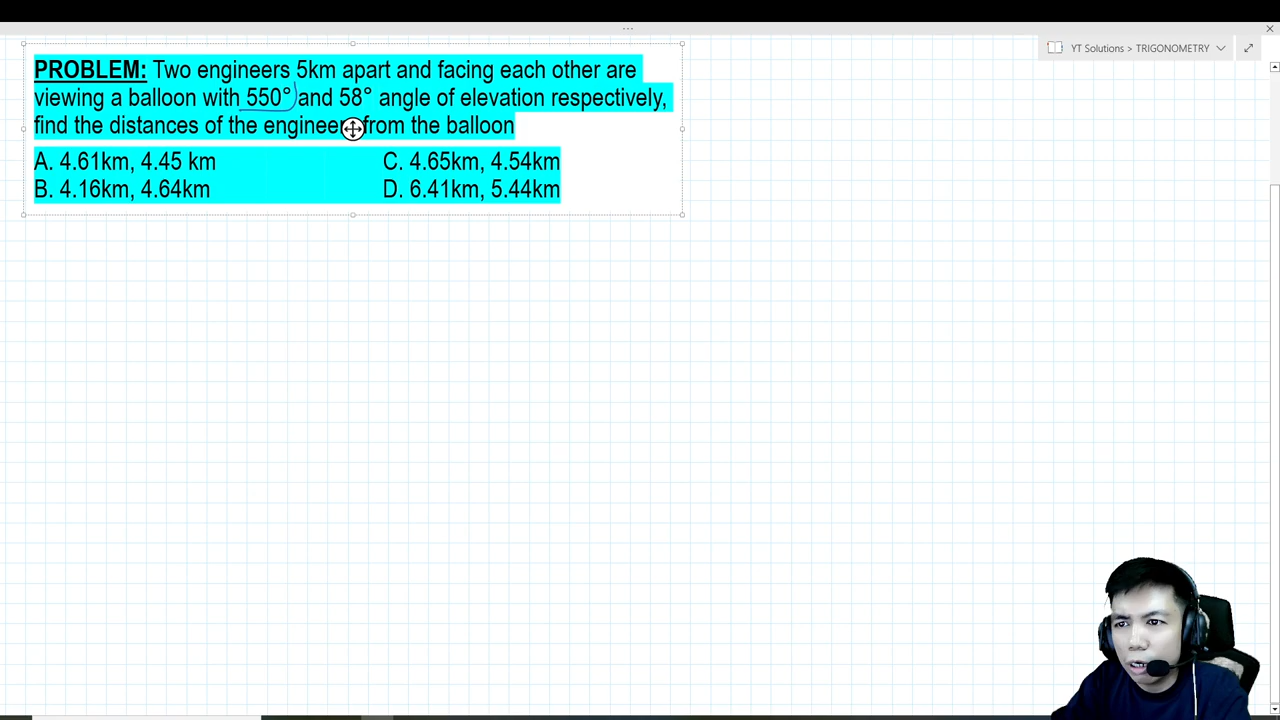 YT Solutions > TRIGONOMETRY
PROBLEM: Two engineers 5km apart and facing each other are
viewing a balloon with 550° and 58° angle of elevation respectively,
find the distances of the engineer from the balloon
A. 4.61km, 4.45 km
C. 4.65km, 4.54km
B. 4.16km, 4.64km
D. 6.41km, 5.44km